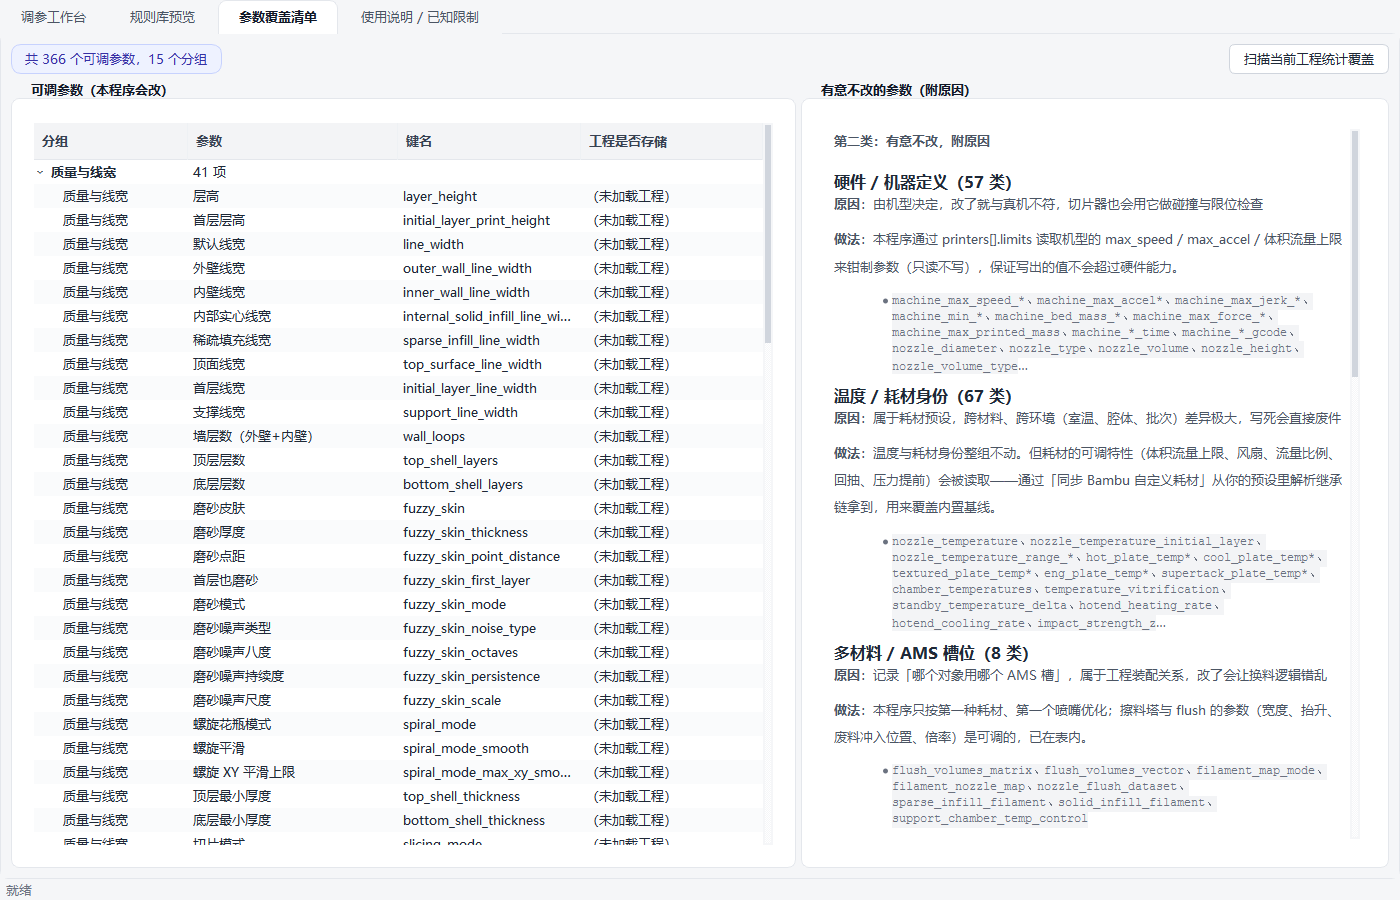 调参工作台 规则库预览 参数覆盖清单 使用说明 / 已知限制
共 366 个可调参数，15 个分组
扫描当前工程统计覆盖
可调参数（本程序会改）
分组 参数 键名 工程是否存储
质量与线宽 41 项
质量与线宽 层高 layer_height （未加载工程）
质量与线宽 首层层高 initial_layer_print_height （未加载工程）
质量与线宽 默认线宽 line_width （未加载工程）
质量与线宽 外壁线宽 outer_wall_line_width （未加载工程）
质量与线宽 内壁线宽 inner_wall_line_width （未加载工程）
质量与线宽 内部实心线宽 internal_solid_infill_line_wi... （未加载工程）
质量与线宽 稀疏填充线宽 sparse_infill_line_width （未加载工程）
质量与线宽 顶面线宽 top_surface_line_width （未加载工程）
质量与线宽 首层线宽 initial_layer_line_width （未加载工程）
质量与线宽 支撑线宽 support_line_width （未加载工程）
质量与线宽 墙层数（外壁+内壁） wall_loops （未加载工程）
质量与线宽 顶层层数 top_shell_layers （未加载工程）
质量与线宽 底层层数 bottom_shell_layers （未加载工程）
质量与线宽 磨砂皮肤 fuzzy_skin （未加载工程）
质量与线宽 磨砂厚度 fuzzy_skin_thickness （未加载工程）
质量与线宽 磨砂点距 fuzzy_skin_point_distance （未加载工程）
质量与线宽 首层也磨砂 fuzzy_skin_first_layer （未加载工程）
质量与线宽 磨砂模式 fuzzy_skin_mode （未加载工程）
质量与线宽 磨砂噪声类型 fuzzy_skin_noise_type （未加载工程）
质量与线宽 磨砂噪声八度 fuzzy_skin_octaves （未加载工程）
质量与线宽 磨砂噪声持续度 fuzzy_skin_persistence （未加载工程）
质量与线宽 磨砂噪声尺度 fuzzy_skin_scale （未加载工程）
质量与线宽 螺旋花瓶模式 spiral_mode （未加载工程）
质量与线宽 螺旋平滑 spiral_mode_smooth （未加载工程）
质量与线宽 螺旋 XY 平滑上限 spiral_mode_max_xy_smo... （未加载工程）
质量与线宽 顶层最小厚度 top_shell_thickness （未加载工程）
质量与线宽 底层最小厚度 bottom_shell_thickness （未加载工程）
质量与线宽 切片模式 slicing_mode （未加载工程）
有意不改的参数（附原因）
第二类：有意不改，附原因
硬件 / 机器定义（57 类）
原因：由机型决定，改了就与真机不符，切片器也会用它做碰撞与限位检查
做法：本程序通过 printers[].limits 读取机型的 max_speed / max_accel / 体积流量上限
来钳制参数（只读不写），保证写出的值不会超过硬件能力。
• machine_max_speed_*、machine_max_accel*、machine_max_jerk_*、
machine_min_*、machine_bed_mass_*、machine_max_force_*、
machine_max_printed_mass、machine_*_time、machine_*_gcode、
nozzle_diameter、nozzle_type、nozzle_volume、nozzle_height、
nozzle_volume_type…
温度 / 耗材身份（67 类）
原因：属于耗材预设，跨材料、跨环境（室温、腔体、批次）差异极大，写死会直接废件
做法：温度与耗材身份整组不动。但耗材的可调特性（体积流量上限、风扇、流量比例、
回抽、压力提前）会被读取——通过「同步 Bambu 自定义耗材」从你的预设里解析继承
链拿到，用来覆盖内置基线。
• nozzle_temperature、nozzle_temperature_initial_layer、
nozzle_temperature_range_*、hot_plate_temp*、cool_plate_temp*、
textured_plate_temp*、eng_plate_temp*、supertack_plate_temp*、
chamber_temperatures、temperature_vitrification、
standby_temperature_delta、hotend_heating_rate、
hotend_cooling_rate、impact_strength_z…
多材料 / AMS 槽位（8 类）
原因：记录「哪个对象用哪个 AMS 槽」，属于工程装配关系，改了会让换料逻辑错乱
做法：本程序只按第一种耗材、第一个喷嘴优化；擦料塔与 flush 的参数（宽度、抬升、
废料冲入位置、倍率）是可调的，已在表内。
• flush_volumes_matrix、flush_volumes_vector、filament_map_mode、
filament_nozzle_map、nozzle_flush_dataset、
sparse_infill_filament、solid_infill_filament、
support_chamber_temp_control
就绪